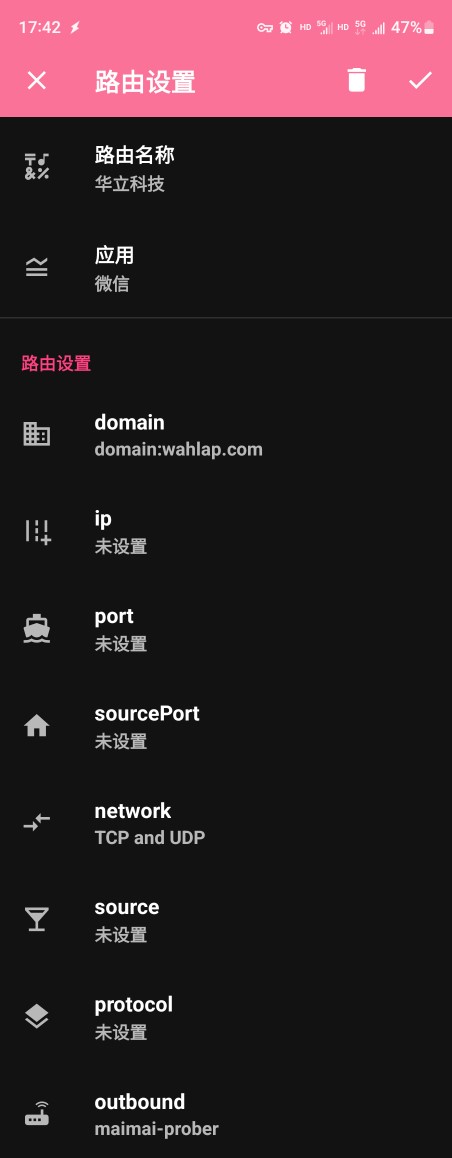 17:42
HD 5G HD 5G 47%
路由设置
路由名称
华立科技
应用
微信
路由设置
domain
domain:wahlap.com
ip
未设置
port
未设置
sourcePort
未设置
network
TCP and UDP
source
未设置
protocol
未设置
outbound
maimai-prober